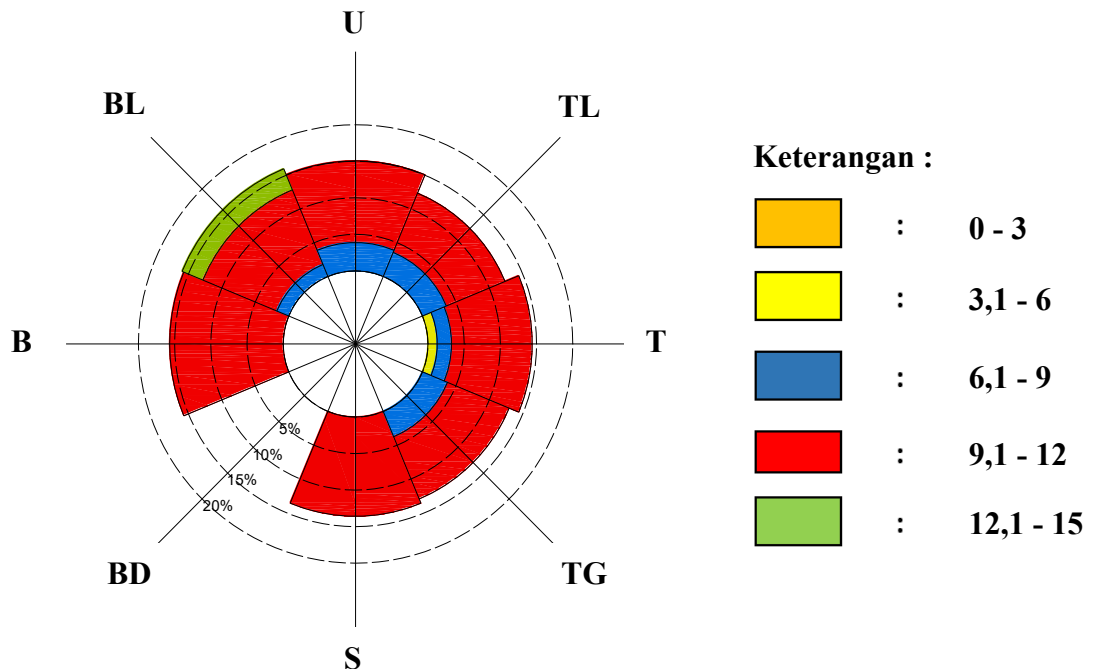 U
BL
TL
B
T
5%
10%
15%
20%
BD
TG
S
Keterangan :
: 0 - 3
: 3,1 - 6
: 6,1 - 9
: 9,1 - 12
: 12,1 - 15